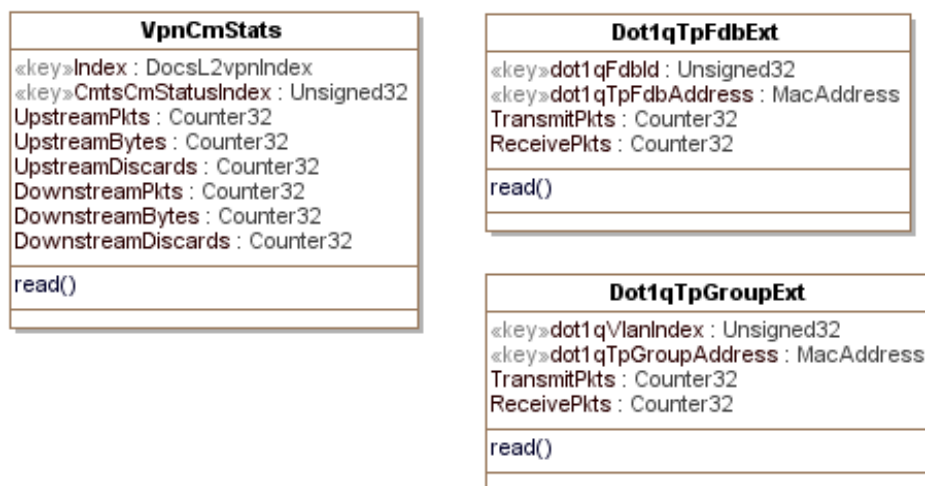 VpnCmStats
«key»Index : DocsL2vpnIndex
«key»CmtsCmStatusIndex : Unsigned32
UpstreamPkts : Counter32
UpstreamBytes : Counter32
UpstreamDiscards : Counter32
DownstreamPkts : Counter32
DownstreamBytes : Counter32
DownstreamDiscards : Counter32
read()
Dot1qTpFdbExt
«key»dot1qFdbId : Unsigned32
«key»dot1qTpFdbAddress : MacAddress
TransmitPkts : Counter32
ReceivePkts : Counter32
read()
Dot1qTpGroupExt
«key»dot1qVlanIndex : Unsigned32
«key»dot1qTpGroupAddress : MacAddress
TransmitPkts : Counter32
ReceivePkts : Counter32
read()